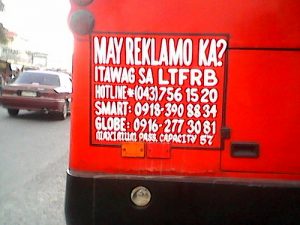 MAY REKLAMO KA?
ITAWAG SA LTFRB
HOTLINE*(043)756 15 20
SMART: 0918-390 88 34
GLOBE: 0916-277 30 81
MAXIMUM PASS. CAPACITY 57